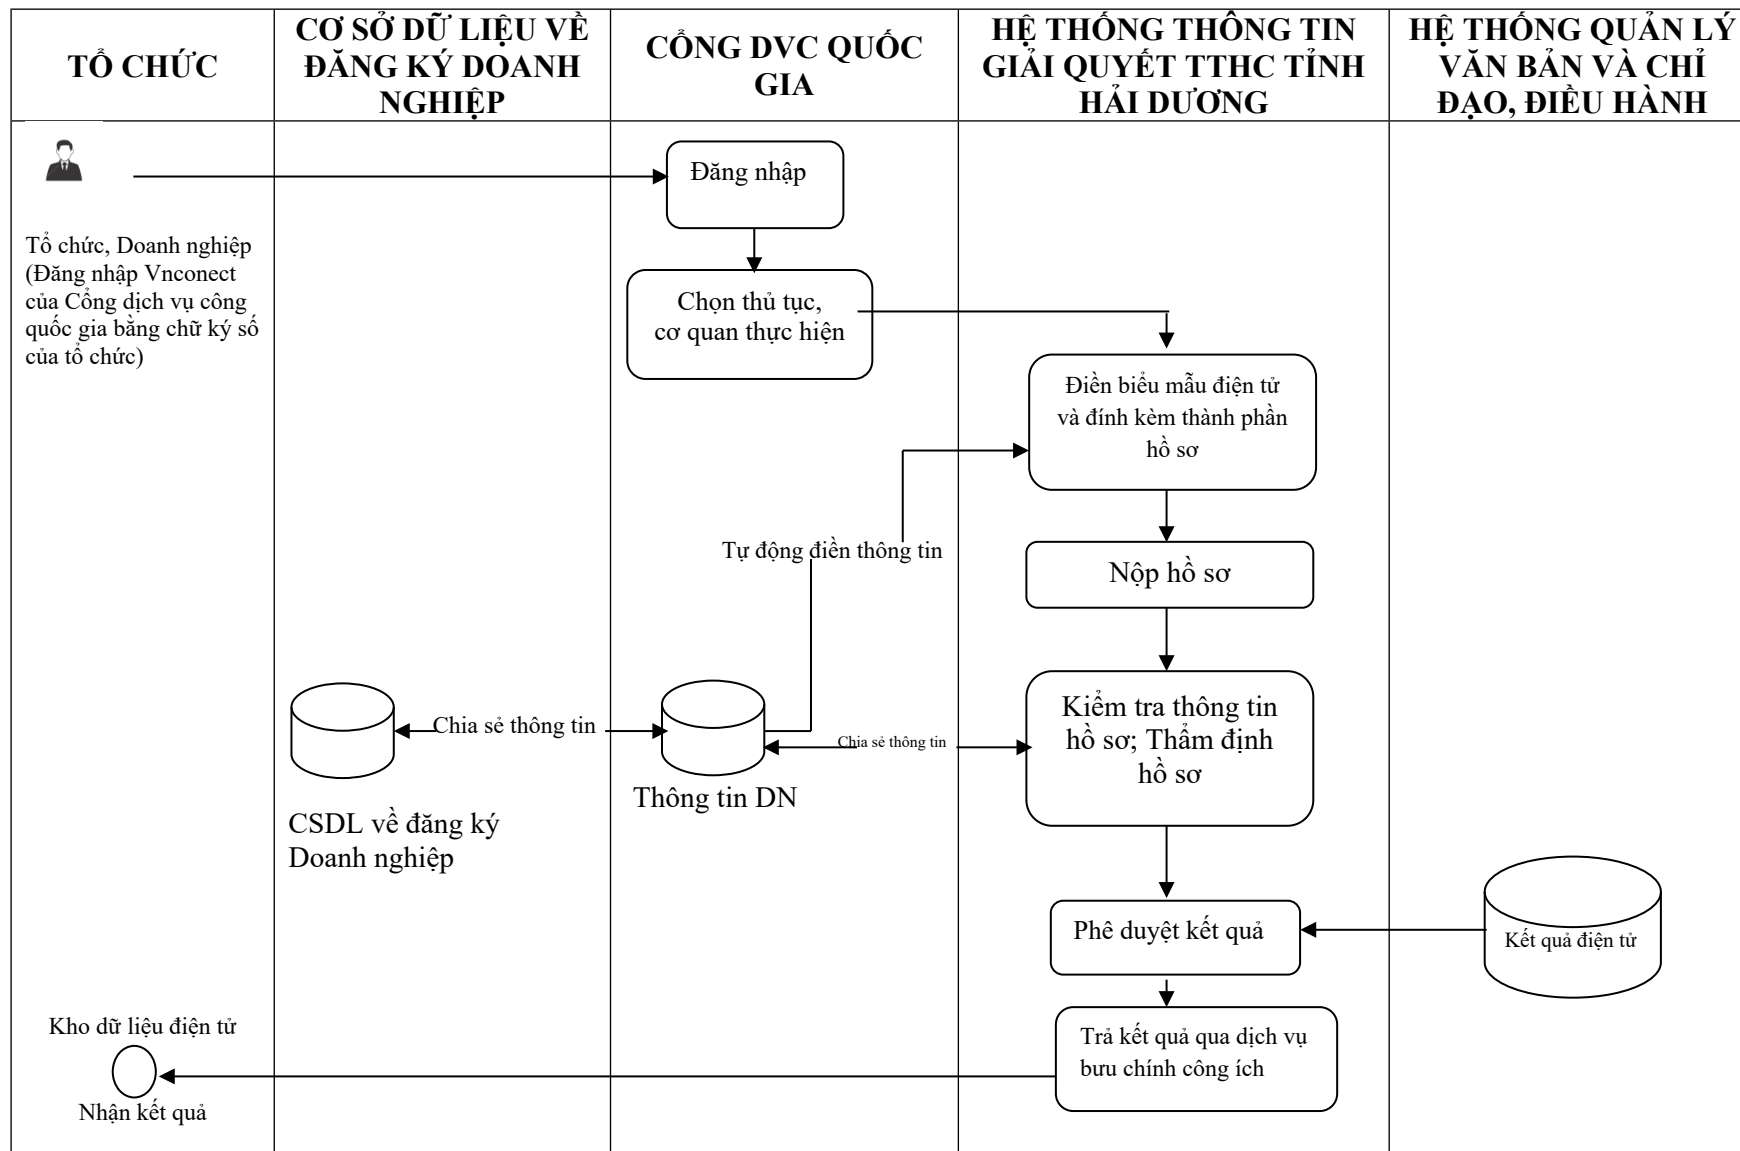 TỔ CHỨC
CƠ SỞ DỮ LIỆU VỀ
ĐĂNG KÝ DOANH
NGHIỆP
CỔNG DVC QUỐC
GIA
HỆ THỐNG THÔNG TIN
GIẢI QUYẾT TTHC TỈNH
HẢI DƯƠNG
HỆ THỐNG QUẢN LÝ
VĂN BẢN VÀ CHỈ
ĐẠO, ĐIỀU HÀNH
Đăng nhập
Tổ chức, Doanh nghiệp
(Đăng nhập Vnconect
của Cổng dịch vụ công
quốc gia bằng chữ ký số
của tổ chức)
Chọn thủ tục,
cơ quan thực hiện
Điền biểu mẫu điện tử
và đính kèm thành phần
hồ sơ
Tự động điền thông tin
Nộp hồ sơ
Chia sẻ thông tin
Chia sẻ thông tin
Kiểm tra thông tin
hồ sơ; Thẩm định
hồ sơ
Thông tin DN
CSDL về đăng ký
Doanh nghiệp
Phê duyệt kết quả
Kết quả điện tử
Kho dữ liệu điện tử
Trả kết quả qua dịch vụ
bưu chính công ích
Nhận kết quả